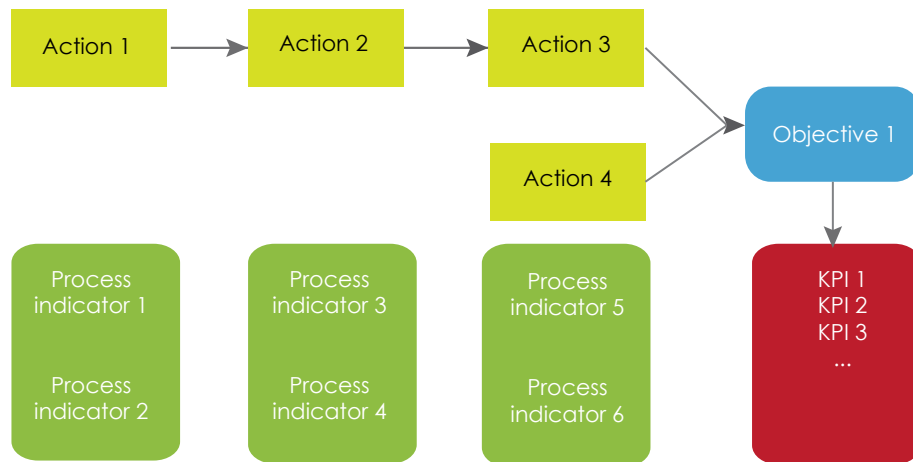 Action 1
Action 2
Action 3
Objective 1
Action 4
Process
indicator 1
Process
indicator 2
Process
indicator 3
Process
indicator 4
Process
indicator 5
Process
indicator 6
KPI 1
KPI 2
KPI 3
...